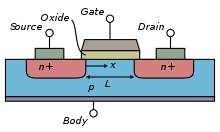 Gate
Oxide
Source
Drain
n+
x
n+
L
p
Body